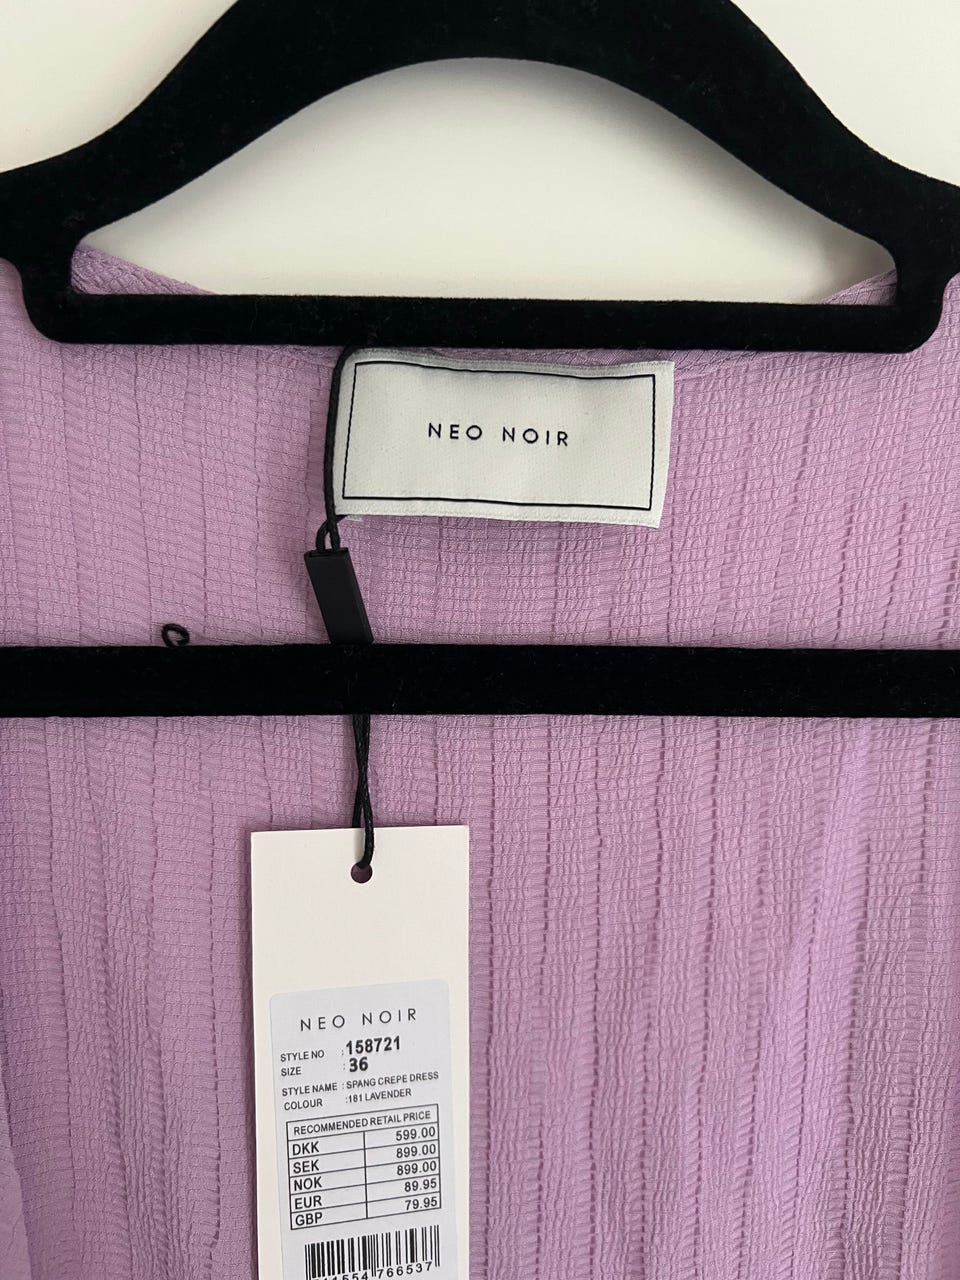 NEO NOIR
NEO NOIR
STYLE NO : 158721
SIZE : 36
STYLE NAME : SPANG CREPE DRESS
COLOUR :181 LAVENDER
RECOMMENDED RETAIL PRICE
DKK 599.00
SEK 899.00
NOK 899.00
EUR 89.95
GBP 79.95
766537